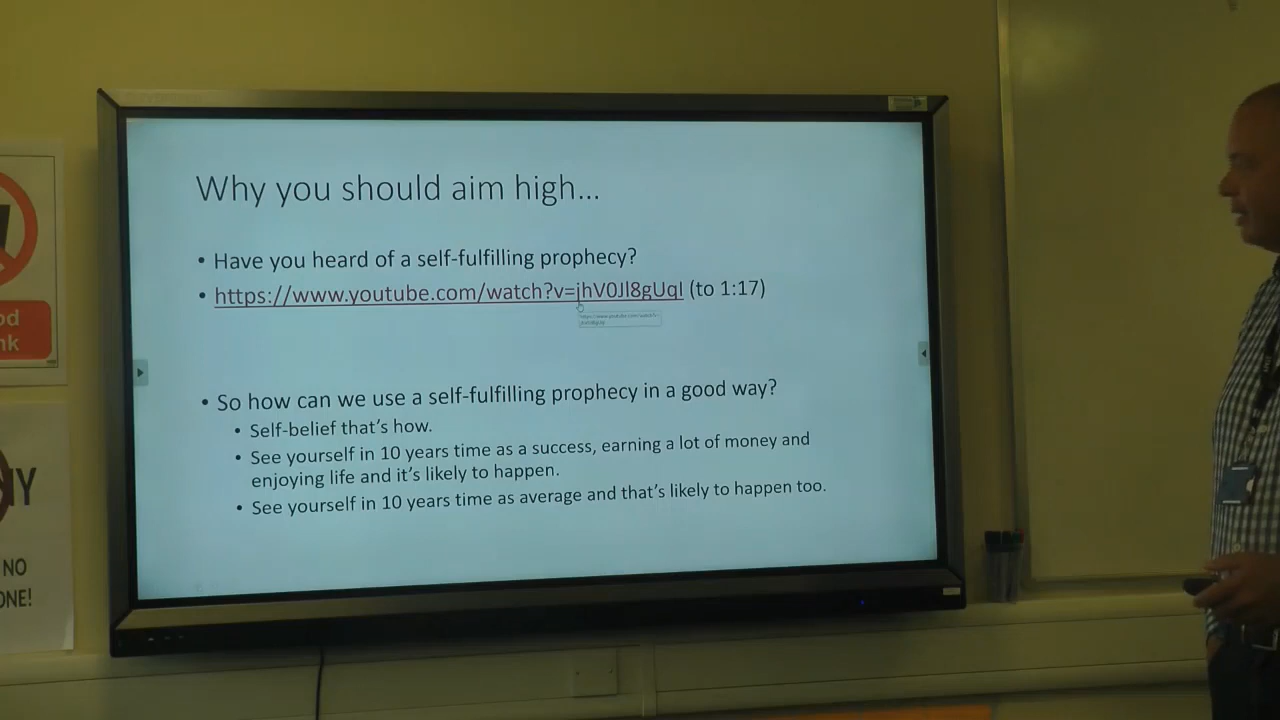 Why you should aim high...
• Have you heard of a self-fulfilling prophecy?
• https://www.youtube.com/watch?v=jhV0Jl8gUqI (to 1:17)
• So how can we use a self-fulfilling prophecy in a good way?
• Self-belief that's how.
• See yourself in 10 years time as a success, earning a lot of money and
enjoying life and it's likely to happen.
• See yourself in 10 years time as average and that's likely to happen too.
NO